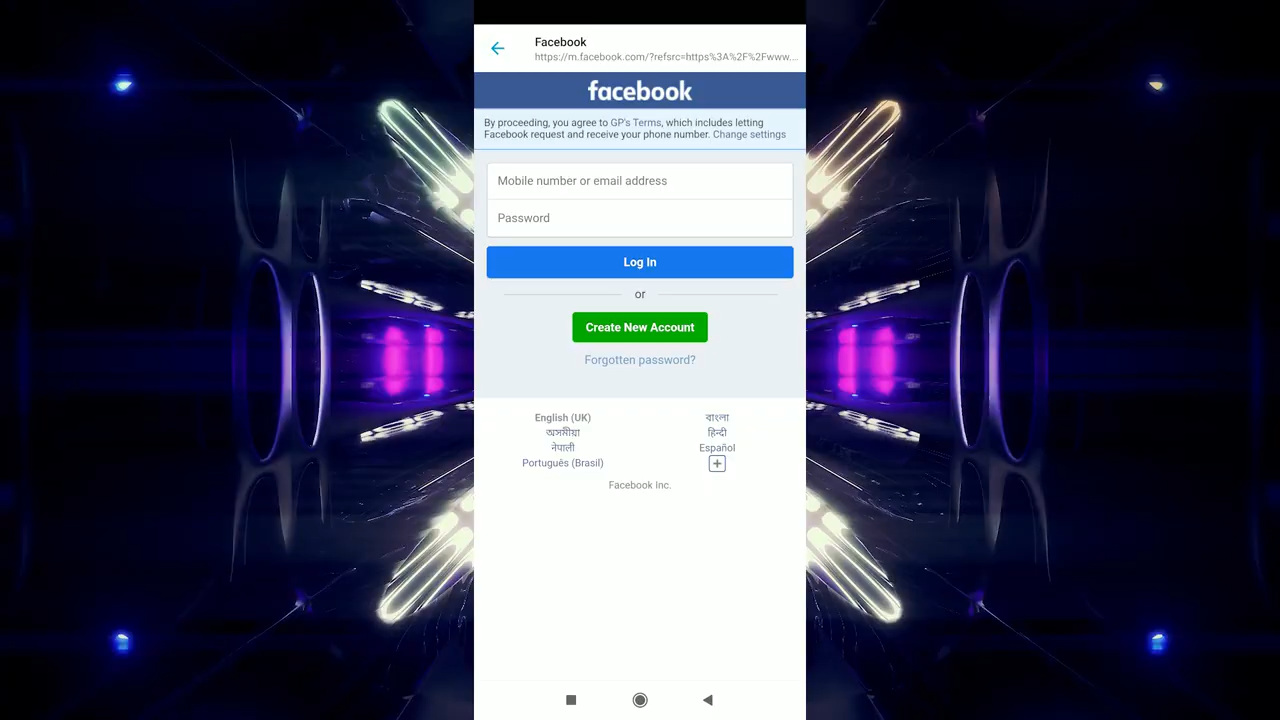 Facebook
https://m.facebook.com/?refsrc=https%3A%2F%2Fwww...
facebook
By proceeding, you agree to GP's Terms, which includes letting
Facebook request and receive your phone number. Change settings
Mobile number or email address
Password
Log In
or
Create New Account
Forgotten password?
English (UK)
বাংলা
অসমীয়া
हिन्दी
नेपाली
Español
Português (Brasil)
Facebook Inc.